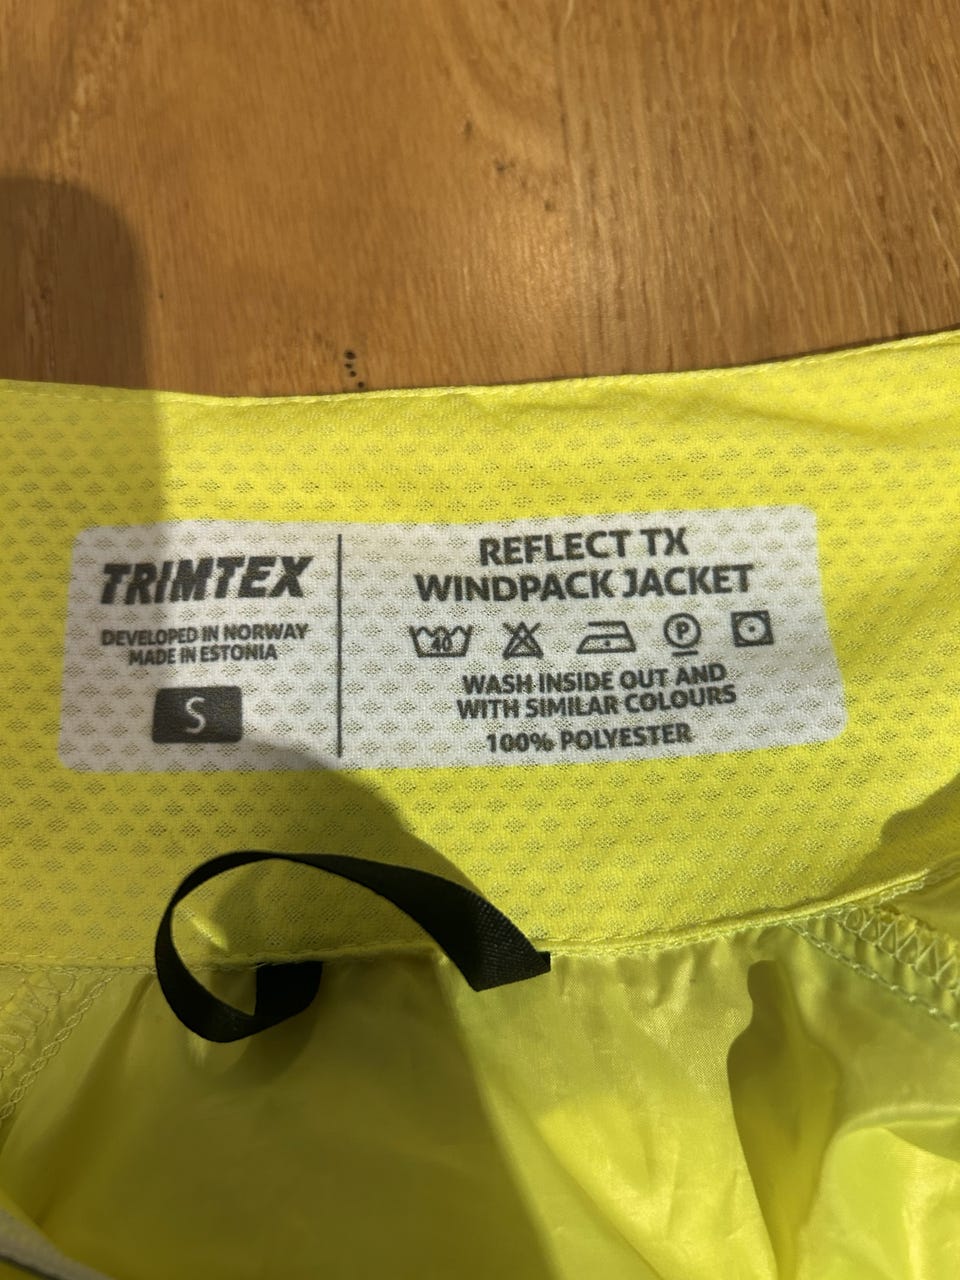 TRIMTEX
DEVELOPED IN NORWAY
MADE IN ESTONIA
S
REFLECT TX
WINDPACK JACKET
40 P
WASH INSIDE OUT AND
WITH SIMILAR COLOURS
100% POLYESTER